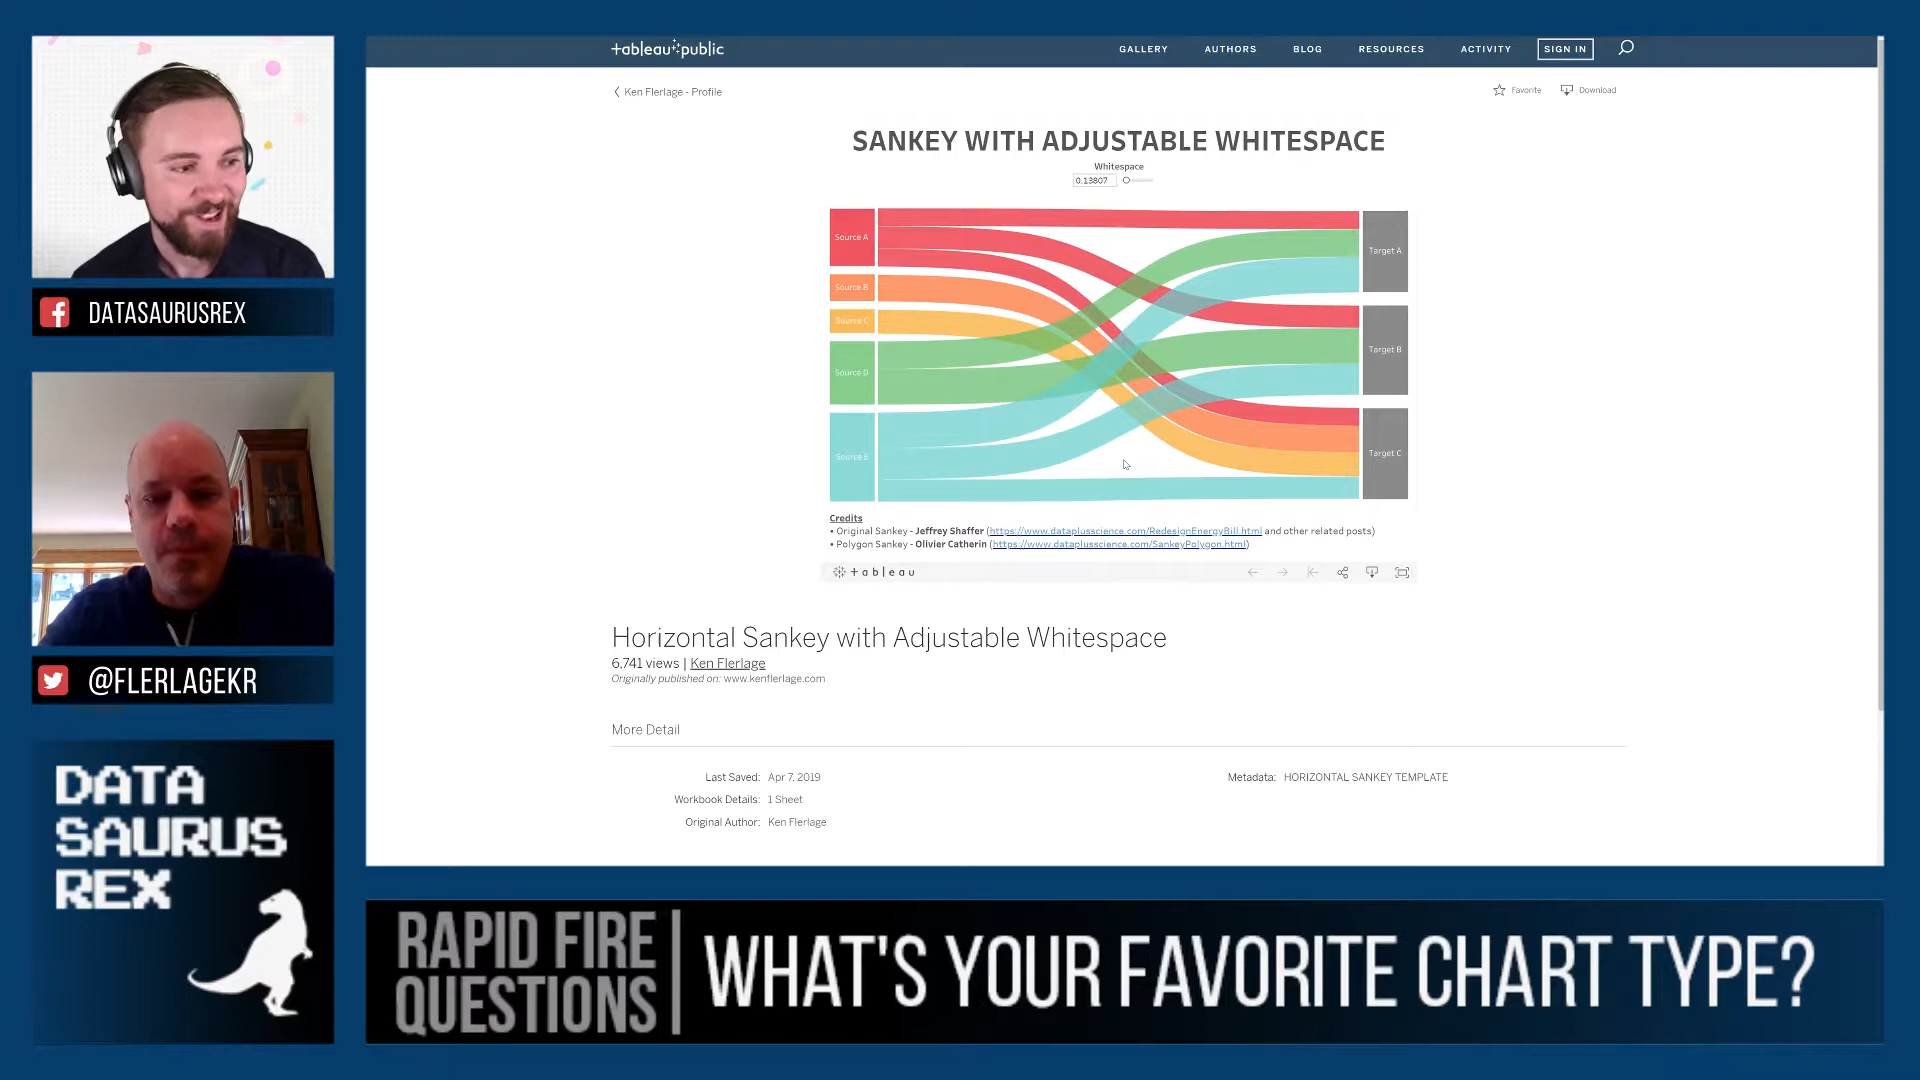 DATASAURUSREX
@FLERLAGEKR
DATA
SAURUS
REX
+ableau public
GALLERY AUTHORS BLOG RESOURCES ACTIVITY SIGN IN
Ken Flerlage - Profile
Favorite Download
SANKEY WITH ADJUSTABLE WHITESPACE
Whitespace
0.13807
Source A
Source B
Source C
Source D
Source E
Target A
Target B
Target C
Credits
• Original Sankey - Jeffrey Shaffer (https://www.dataplusscience.com/RedesignEnergyBill.html and other related posts)
• Polygon Sankey - Olivier Catherin (https://www.dataplusscience.com/SankeyPolygon.html)
+ableau
Horizontal Sankey with Adjustable Whitespace
6,741 views | Ken Flerlage
Originally published on: www.kenflerlage.com
More Detail
Last Saved: Apr 7, 2019
Workbook Details: 1 Sheet
Original Author: Ken Flerlage
Metadata: HORIZONTAL SANKEY TEMPLATE
RAPID FIRE
QUESTIONS
WHAT'S YOUR FAVORITE CHART TYPE?